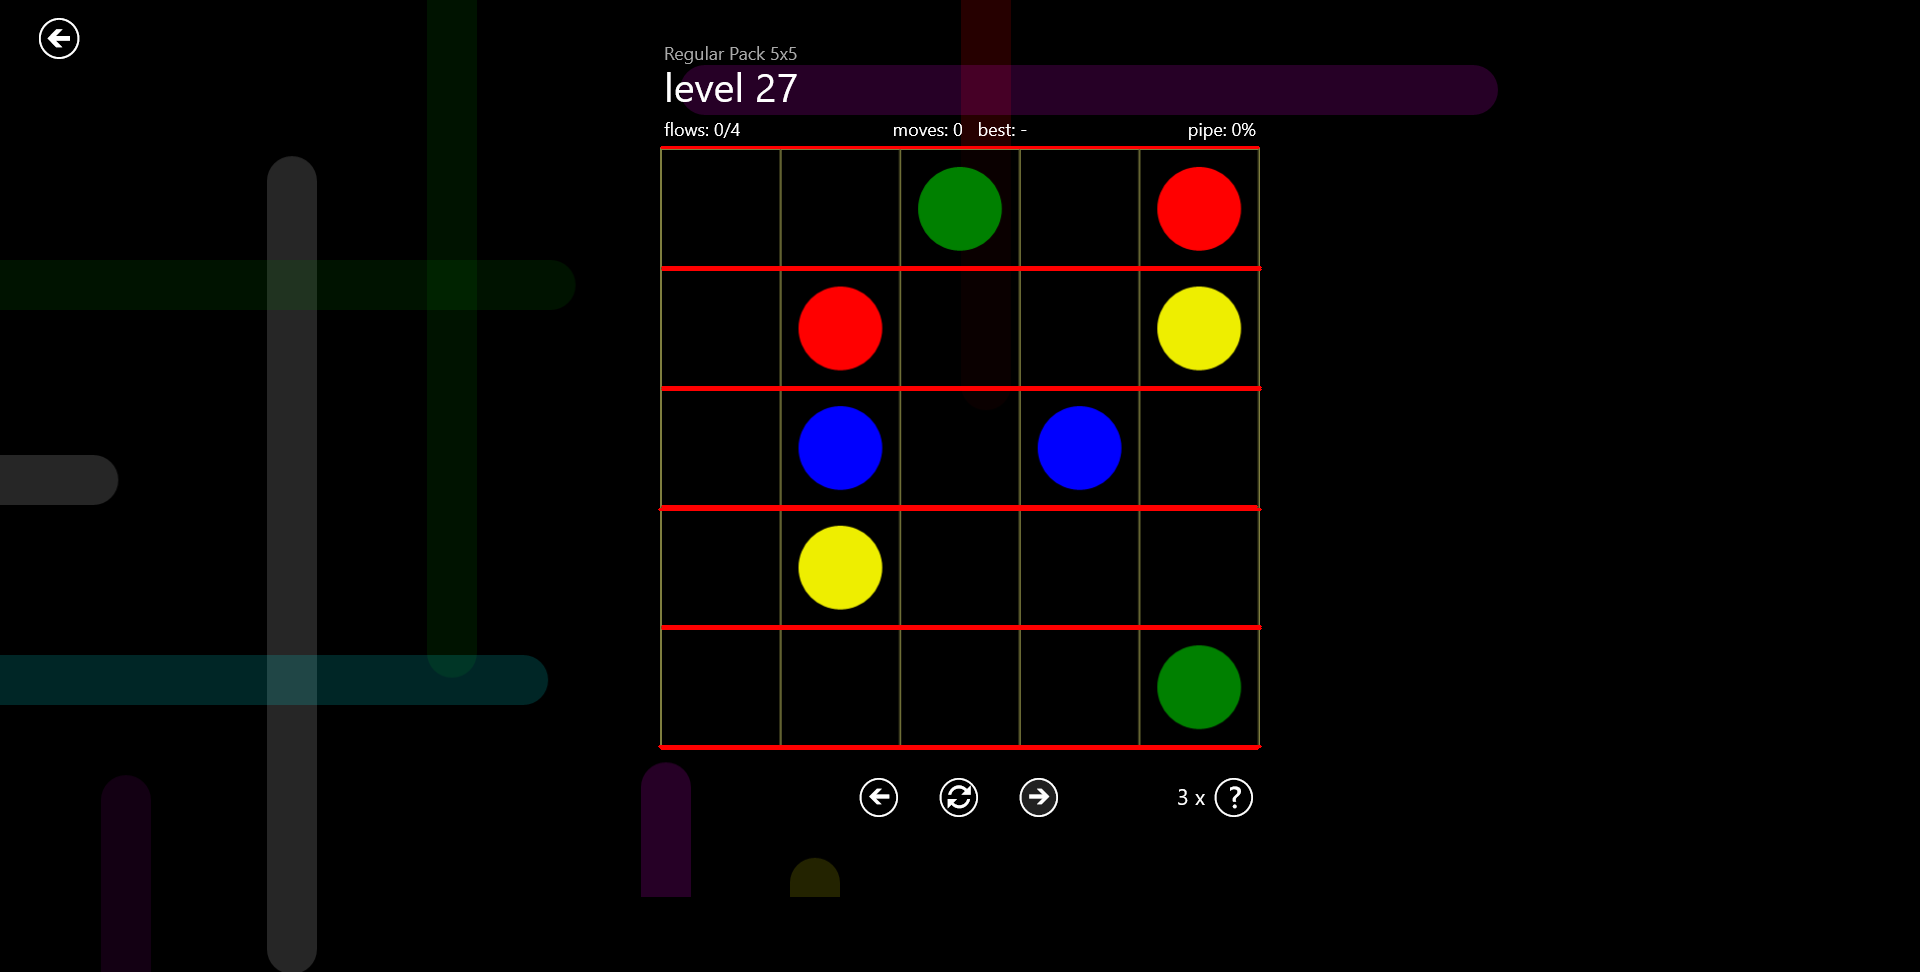 Regular Pack 5x5
level 27
flows: 0/4 moves: 0 best: - pipe: 0%
3 x ?